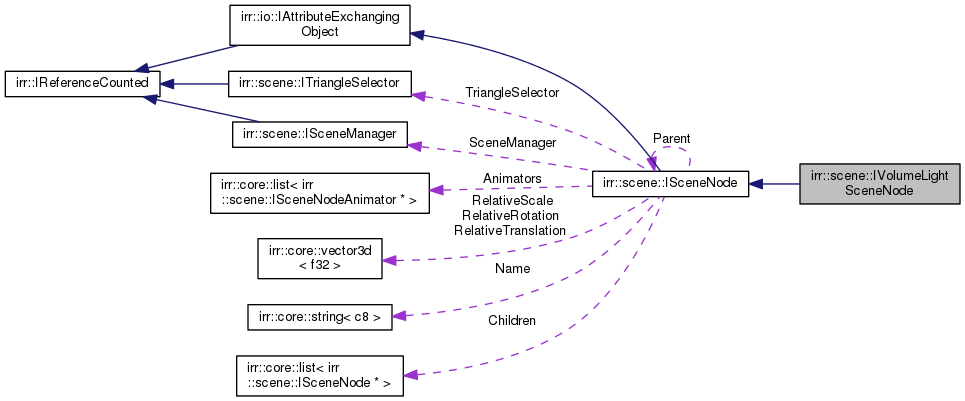 irr::io::IAttributeExchanging
Object
irr::IReferenceCounted
irr::scene::ITriangleSelector
TriangleSelector
irr::scene::ISceneManager
SceneManager
Parent
irr::core::list< irr
::scene::ISceneNodeAnimator * >
Animators
irr::scene::ISceneNode
irr::scene::IVolumeLight
SceneNode
RelativeScale
RelativeRotation
RelativeTranslation
irr::core::vector3d
< f32 >
Name
irr::core::string< c8 >
Children
irr::core::list< irr
::scene::ISceneNode * >